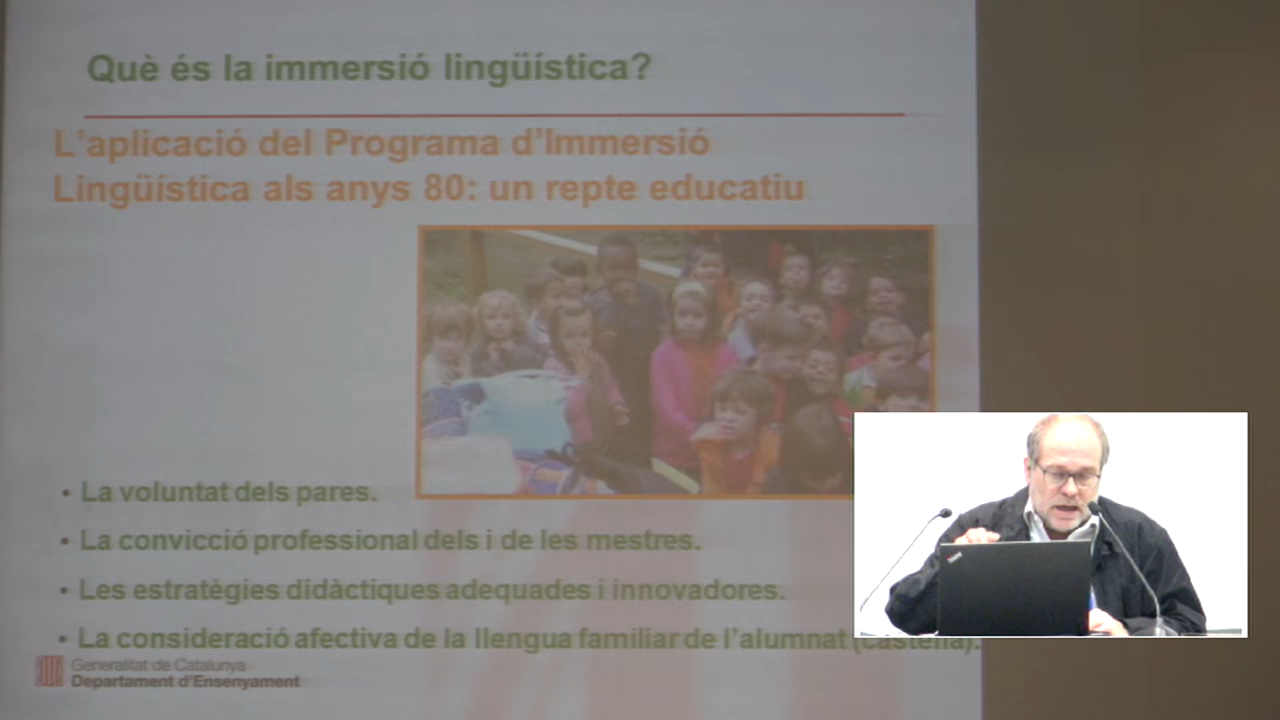 Què és la immersió lingüística?
L'aplicació del Programa d'Immersió
Lingüística als anys 80: un repte educatiu
• La voluntat dels pares.
• La convicció professional dels i de les mestres.
• Les estratègies didàctiques adequades i innovadores.
• La consideració afectiva de la llengua familiar de l'alumnat (castellà).
Generalitat de Catalunya
Departament d'Ensenyament